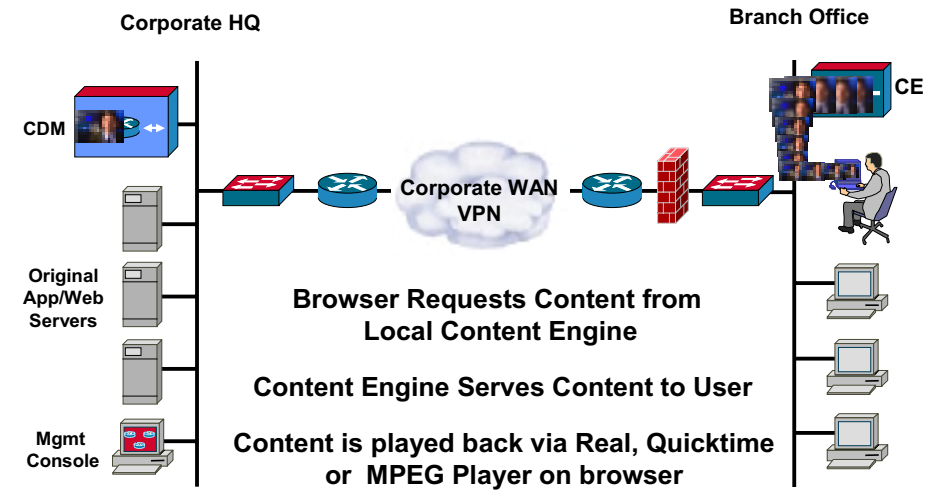 Corporate HQ
Branch Office
CDM
CE
Corporate WAN
VPN
Original
App/Web
Servers
Browser Requests Content from
Local Content Engine
Content Engine Serves Content to User
Mgmt
Console
Content is played back via Real, Quicktime
or MPEG Player on browser